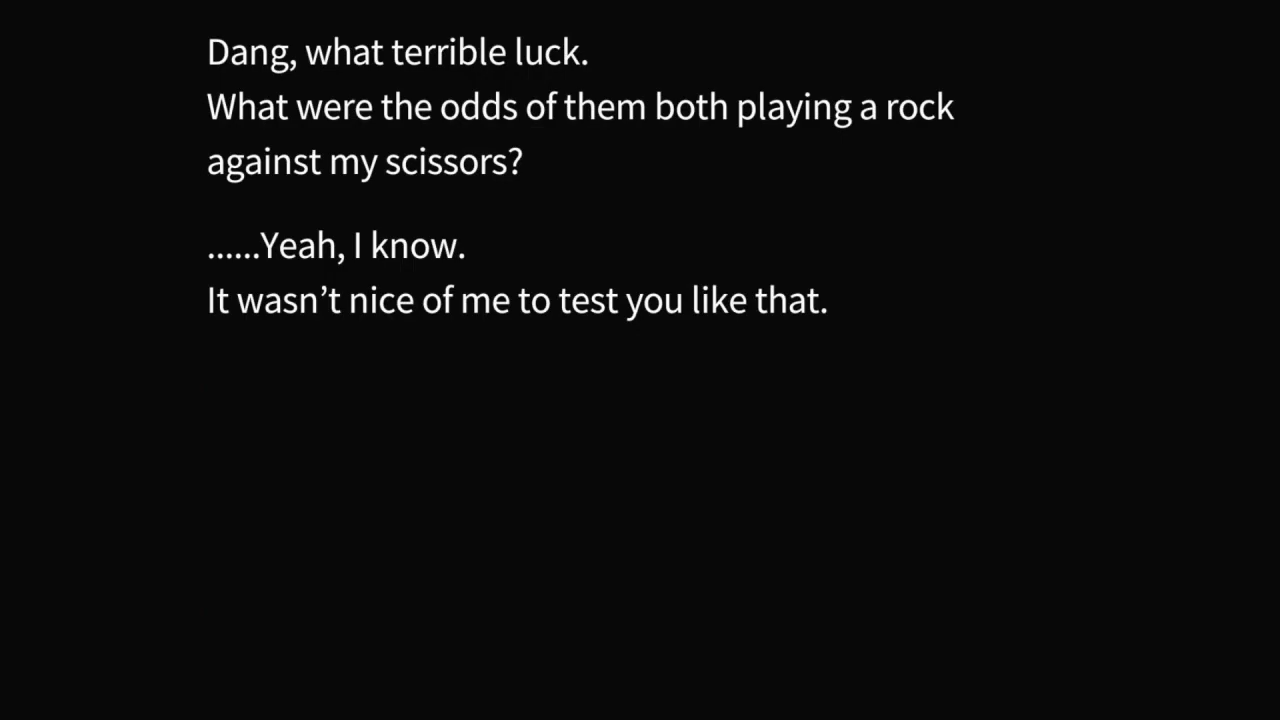 Dang, what terrible luck.
What were the odds of them both playing a rock
against my scissors?
......Yeah, I know.
It wasn’t nice of me to test you like that.